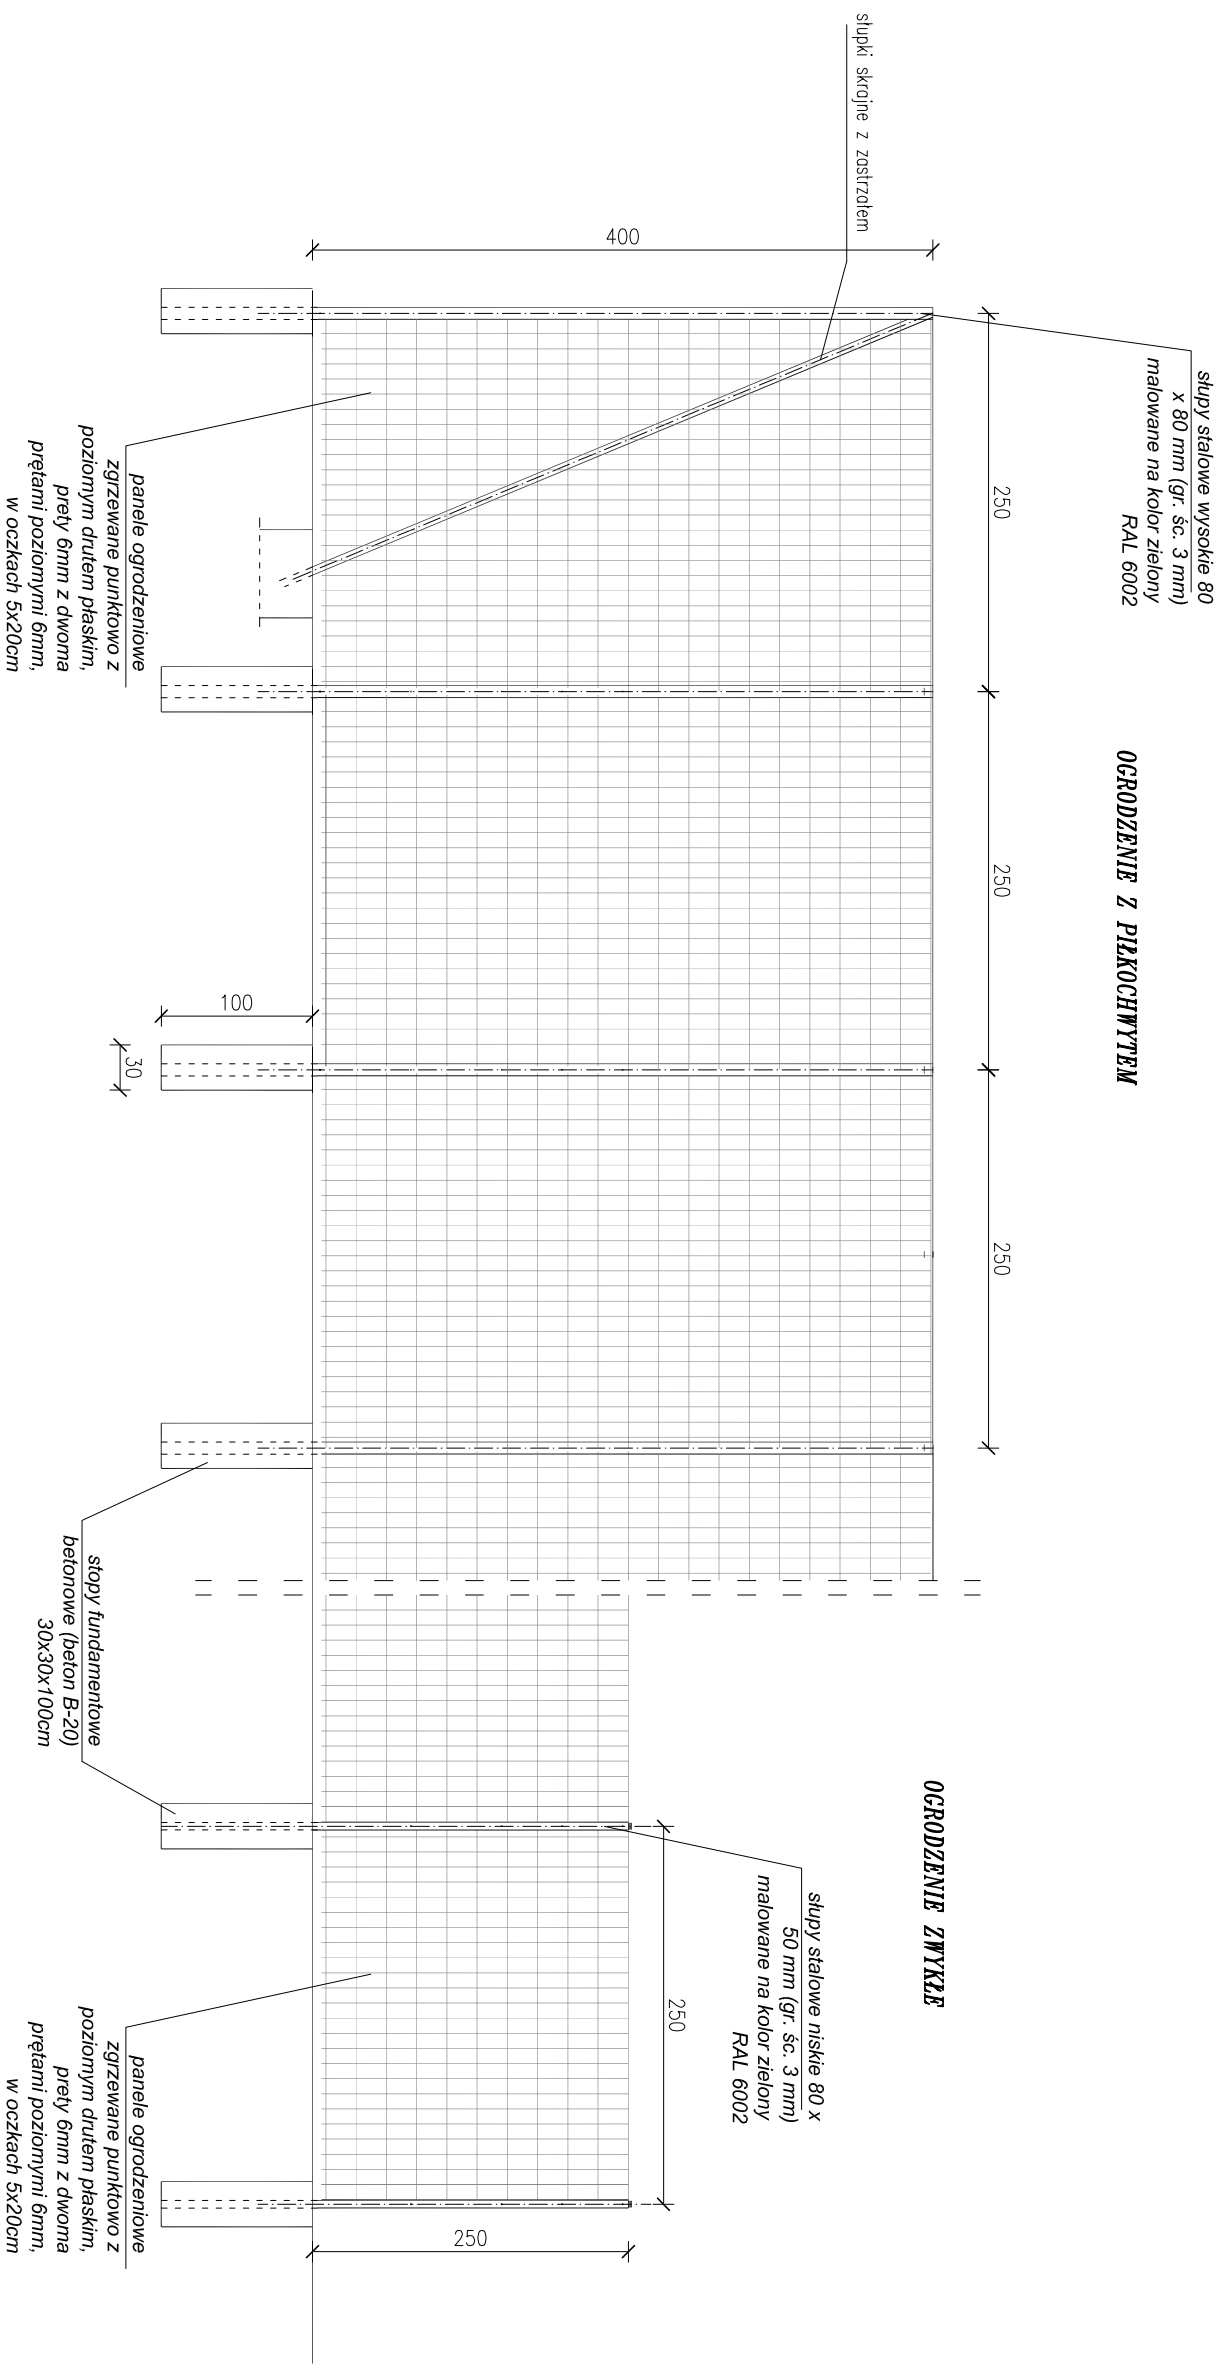 słupy stalowe wysokie 80
x 80 mm (gr. śc. 3 mm)
malowane na kolor zielony
RAL 6002
OGRODZENIE Z PIŁKOCHWYTEM
250
250
250
słupki skrajne z zastrzałem
400
OGRODZENIE ZWYKŁE
słupy stalowe niskie 80 x
50 mm (gr. śc. 3 mm)
malowane na kolor zielony
RAL 6002
250
250
100
30
panele ogrodzeniowe
zgrzewane punktowo z
poziomym drutem płaskim,
prety 6mm z dwoma
prętami poziomymi 6mm,
w oczkach 5x20cm
stopy fundamentowe
betonowe (beton B-20)
30x30x100cm
panele ogrodzeniowe
zgrzewane punktowo z
poziomym drutem płaskim,
prety 6mm z dwoma
prętami poziomymi 6mm,
w oczkach 5x20cm